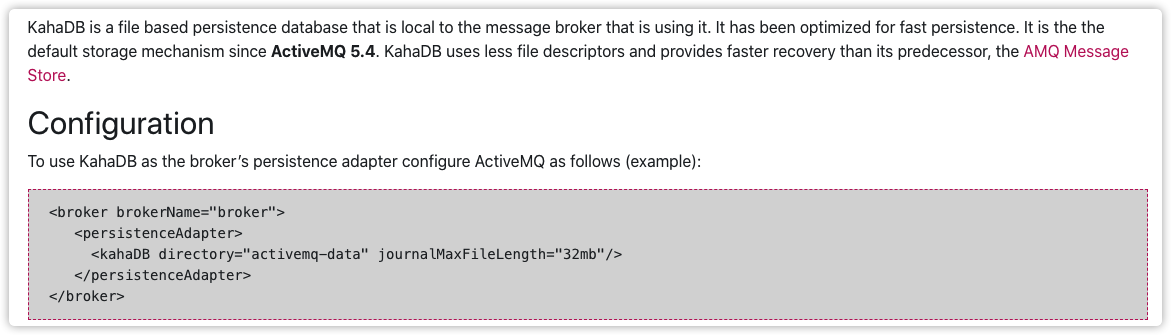 KahaDB is a file based persistence database that is local to the message broker that is using it. It has been optimized for fast persistence. It is the the
default storage mechanism since ActiveMQ 5.4. KahaDB uses less file descriptors and provides faster recovery than its predecessor, the AMQ Message
Store.
Configuration
To use KahaDB as the broker’s persistence adapter configure ActiveMQ as follows (example):
<broker brokerName="broker">
   <persistenceAdapter>
     <kahaDB directory="activemq-data" journalMaxFileLength="32mb"/>
   </persistenceAdapter>
</broker>